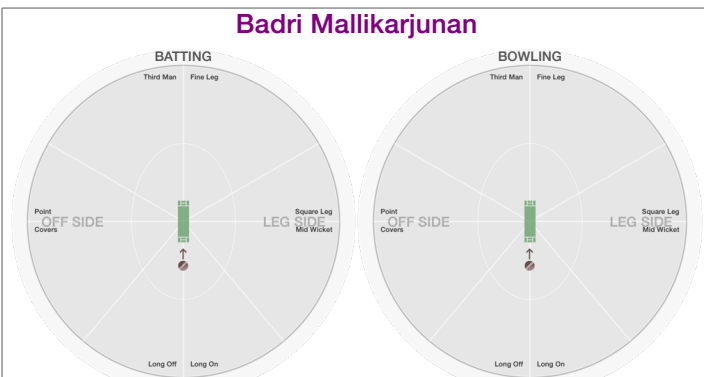 Badri Mallikarjunan
BATTING
Third Man Fine Leg
Point
OFF SIDE
Covers
Square Leg
LEG SIDE
Mid Wicket
Long Off Long On
BOWLING
Third Man Fine Leg
Point
OFF SIDE
Covers
Square Leg
LEG SIDE
Mid Wicket
Long Off Long On